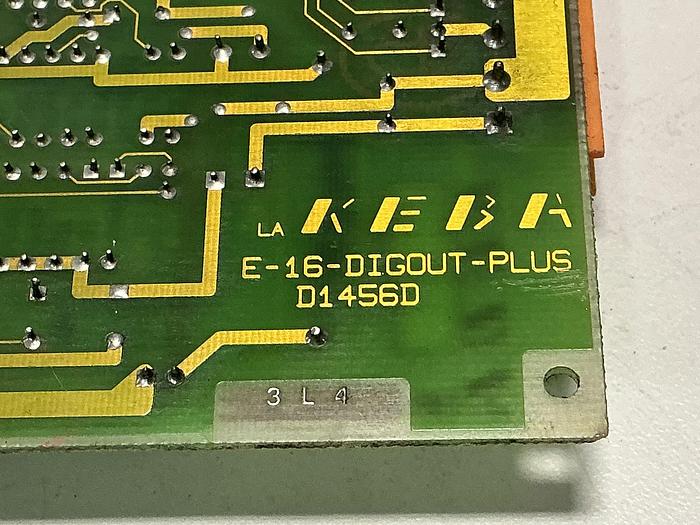 LA KEBA
E-16-DIGOUT-PLUS
D1456D
3 L 4